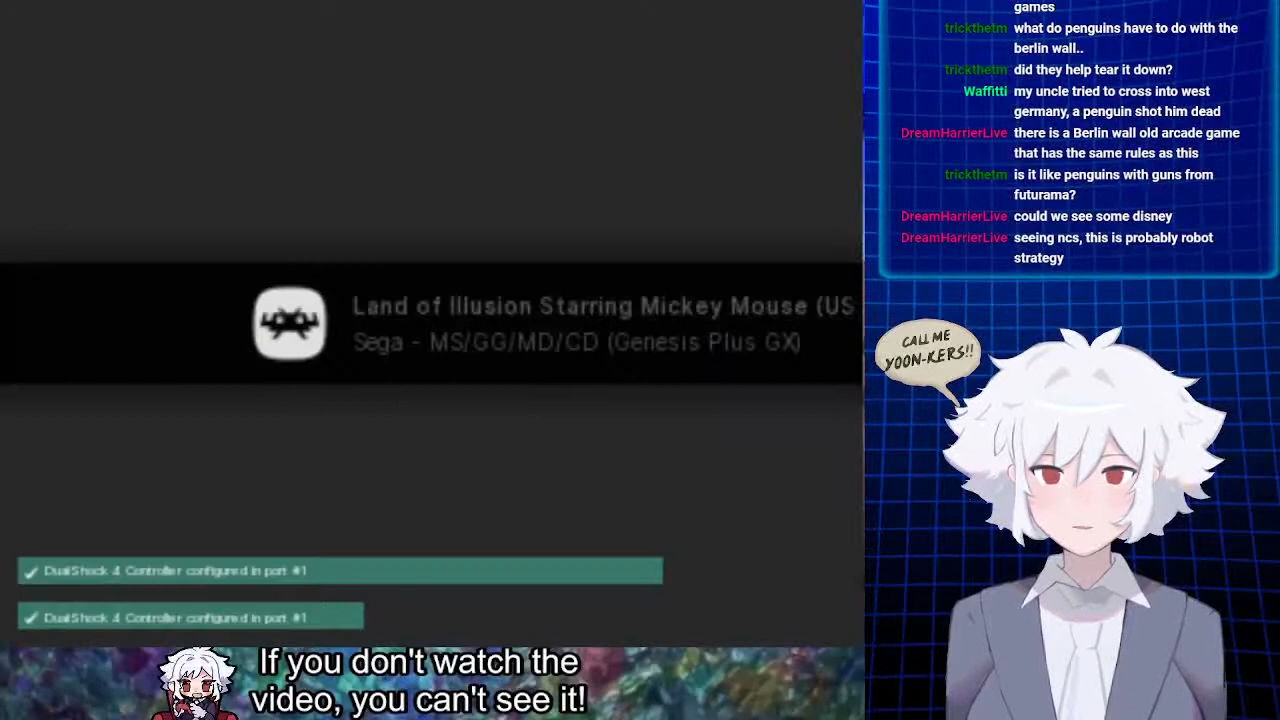 Land of Illusion Starring Mickey Mouse (US
Sega - MS/GG/MD/CD (Genesis Plus GX)
DualShock 4 Controller configured in port #1
DualShock 4 Controller configured in port #1
If you don't watch the
video, you can't see it!
games
trickthetm what do penguins have to do with the
berlin wall..
trickthetm did they help tear it down?
Waffitti my uncle tried to cross into west
germany, a penguin shot him dead
DreamHarrierLive there is a Berlin wall old arcade game
that has the same rules as this
trickthetm is it like penguins with guns from
futurama?
DreamHarrierLive could we see some disney
DreamHarrierLive seeing ncs, this is probably robot
strategy
CALL ME
YOON-KERS!!